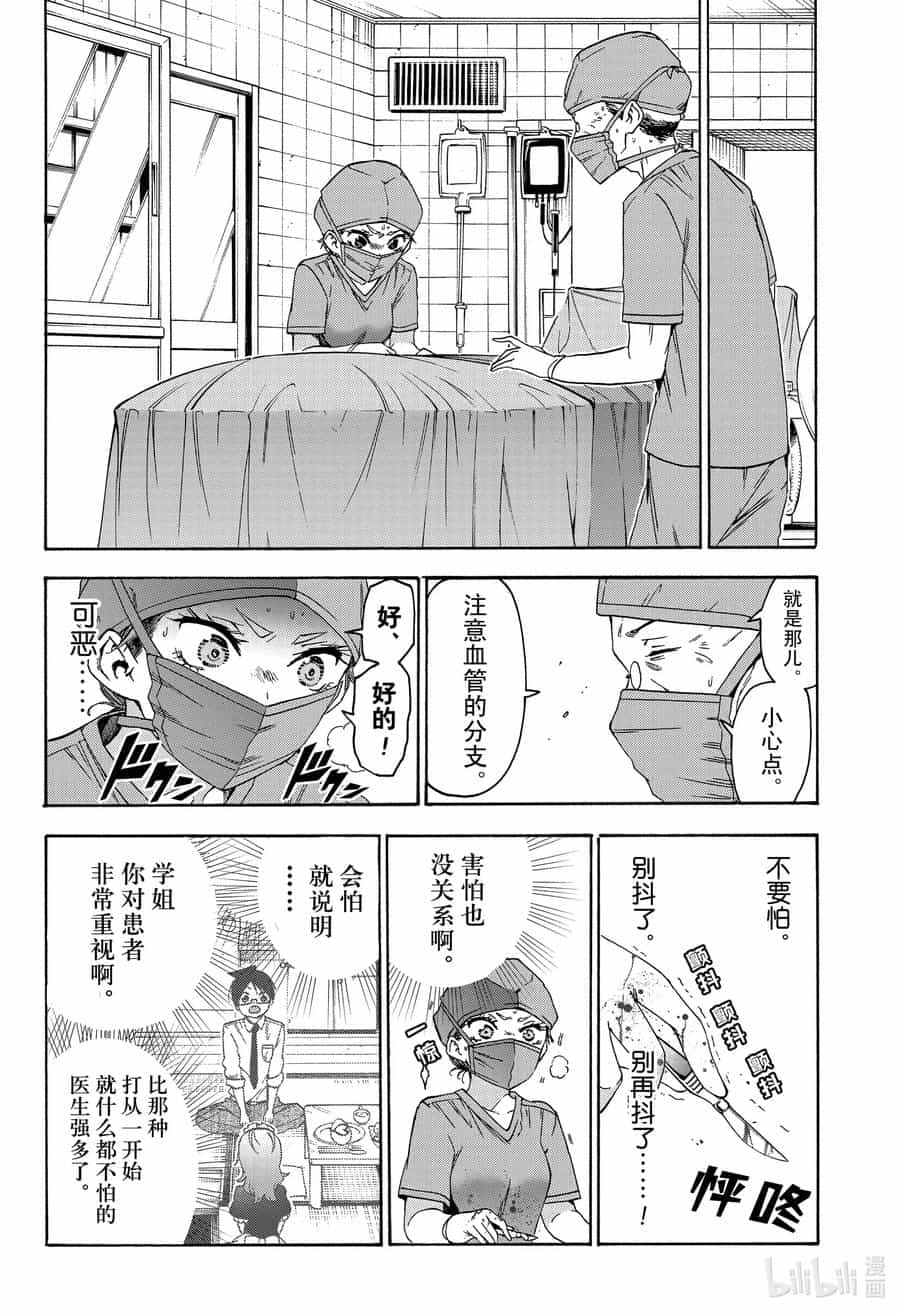 就是那儿。
小心点。
注意血管的分支。
好、
好的！
可恶……
ドクン
ドクン
不要怕。
别抖了。
颤抖
颤抖
颤抖
别再抖了……！
怦咚
害怕也
没关系啊。
一惊
会怕
就说明
……
学姐
你对患者
非常重视啊。
比那种
打从一开始
就什么都不怕的
医生强多了。
bilibili
漫画